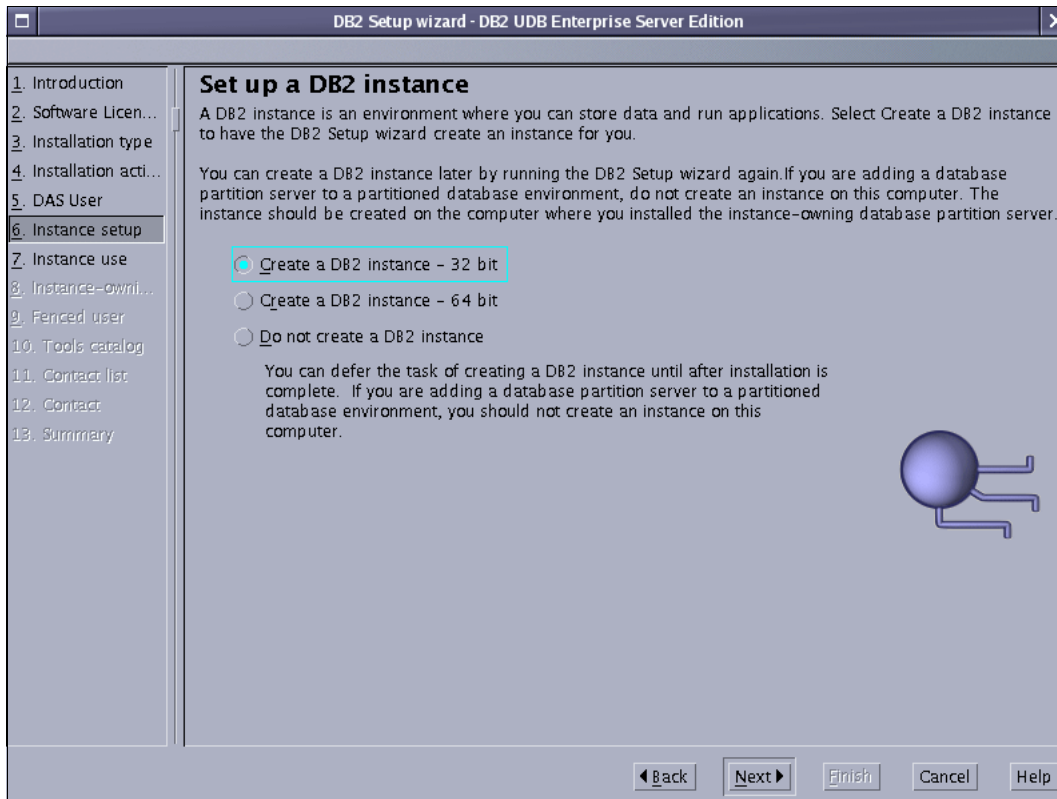 DB2 Setup wizard - DB2 UDB Enterprise Server Edition
1. Introduction
2. Software Licen...
3. Installation type
4. Installation acti...
5. DAS User
6. Instance setup
7. Instance use
8. Instance-owni...
9. Fenced user
10. Tools catalog
11. Contact list
12. Contact
13. Summary
Set up a DB2 instance
A DB2 instance is an environment where you can store data and run applications. Select Create a DB2 instance
to have the DB2 Setup wizard create an instance for you.
You can create a DB2 instance later by running the DB2 Setup wizard again.If you are adding a database
partition server to a partitioned database environment, do not create an instance on this computer. The
instance should be created on the computer where you installed the instance-owning database partition server.
Create a DB2 instance - 32 bit
Create a DB2 instance - 64 bit
Do not create a DB2 instance
You can defer the task of creating a DB2 instance until after installation is
complete. If you are adding a database partition server to a partitioned
database environment, you should not create an instance on this
computer.
Back
Next
Finish
Cancel
Help